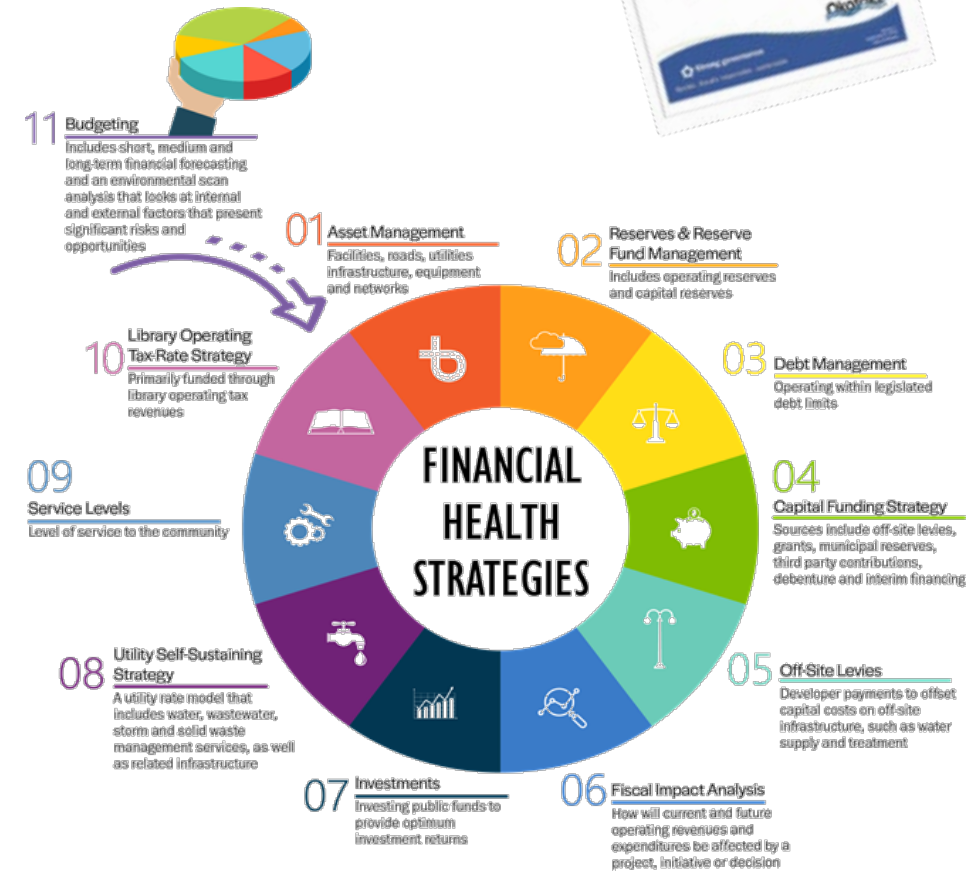 Okotoks
Strong governance
11 Budgeting
Includes short, medium and
long-term financial forecasting
and an environmental scan
analysis that looks at internal
and external factors that present
significant risks and
opportunities
01 Asset Management
Facilities, roads, utilities
infrastructure, equipment
and networks
02 Reserves & Reserve
Fund Management
Includes operating reserves
and capital reserves
03 Debt Management
Operating within legislated
debt limits
04
Capital Funding Strategy
Sources include off-site levies,
grants, municipal reserves,
third party contributions,
debenture and interim financing
05 Off-Site Levies
Developer payments to offset
capital costs on off-site
infrastructure, such as water
supply and treatment
06 Fiscal Impact Analysis
How will current and future
operating revenues and
expenditures be affected by a
project, initiative or decision
07 Investments
Investing public funds to
provide optimum
investment returns
08 Utility Self-Sustaining
Strategy
A utility rate model that
includes water, wastewater,
storm and solid waste
management services, as well
as related infrastructure
09
Service Levels
Level of service to the community
10 Library Operating
Tax-Rate Strategy
Primarily funded through
library operating tax
revenues
FINANCIAL
HEALTH
STRATEGIES